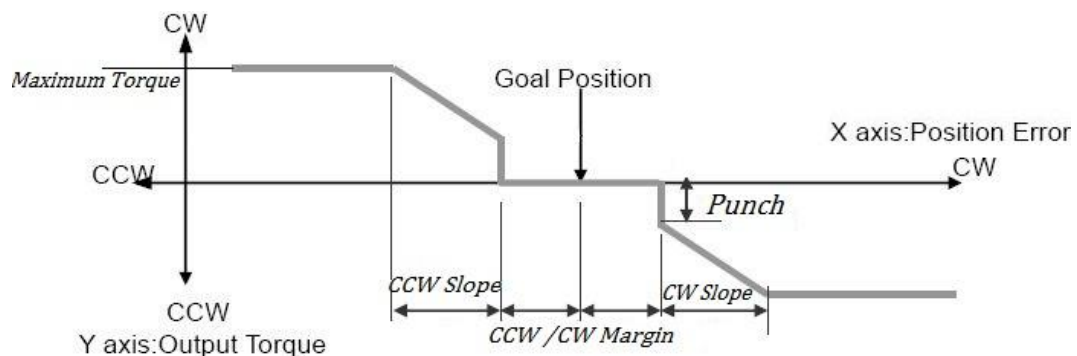 CW
Maximum Torque
Goal Position
X axis:Position Error
CCW
CW
Punch
CCW Slope
CW Slope
CCW /CW Margin
CCW
Y axis:Output Torque